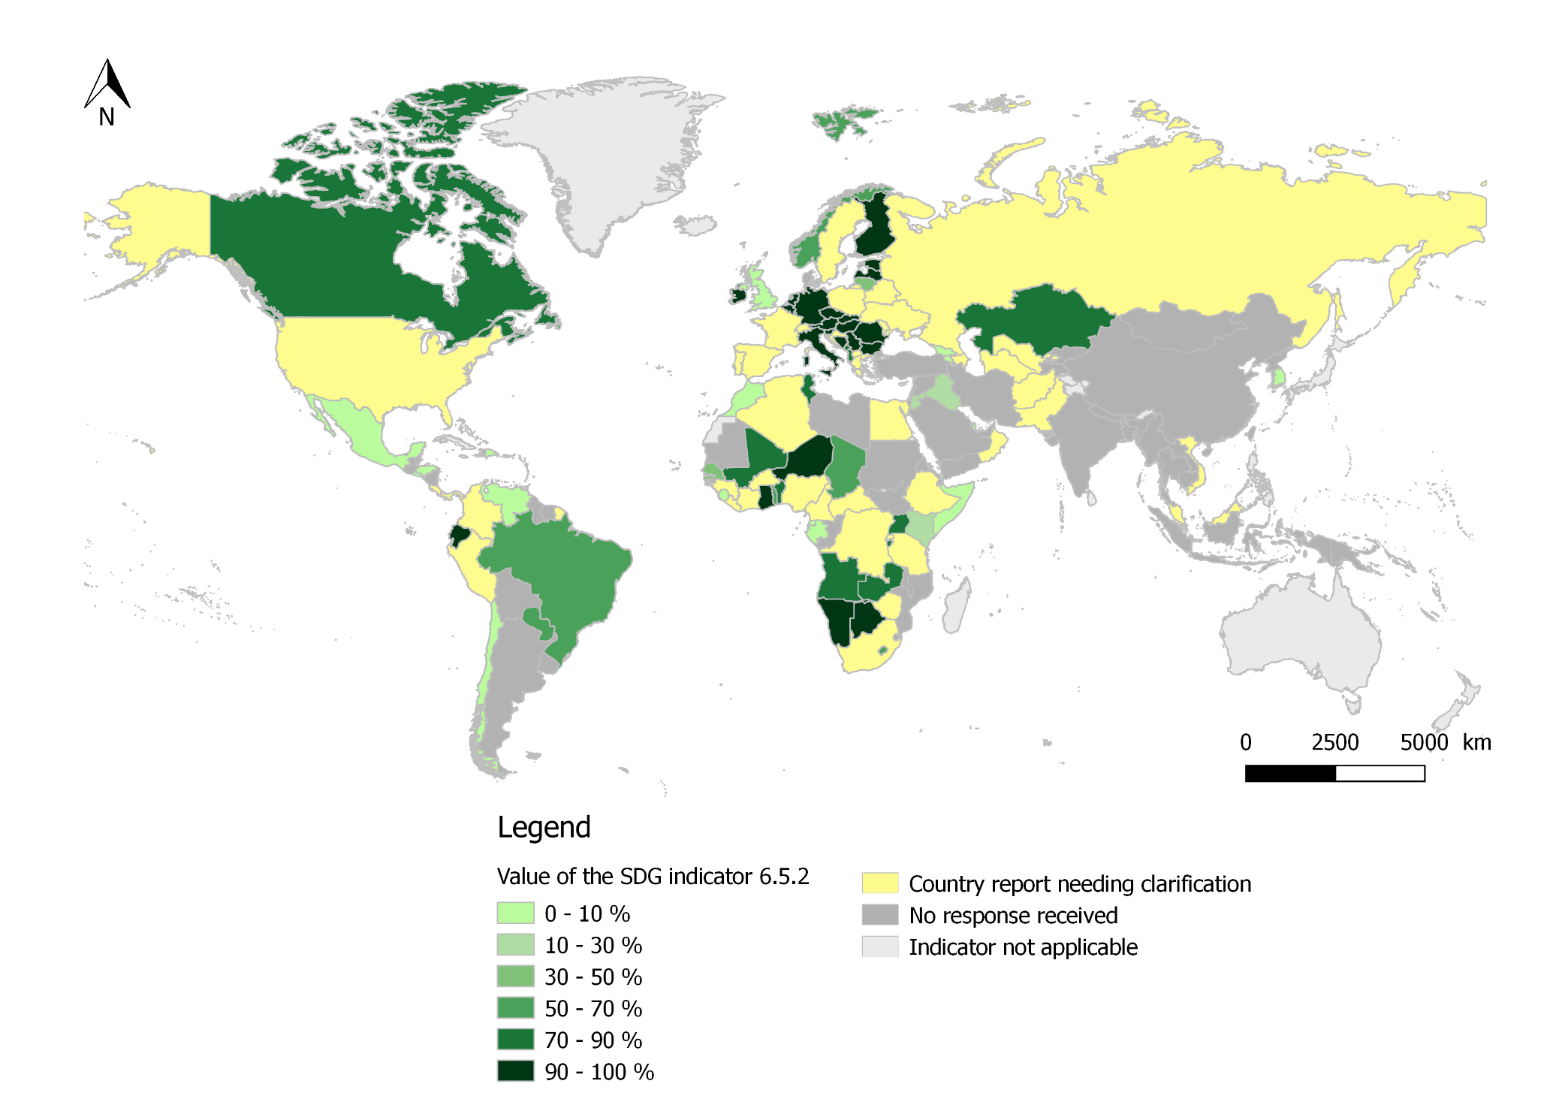 N
0 2500 5000 km
Legend
Value of the SDG indicator 6.5.2
0 - 10 %
10 - 30 %
30 - 50 %
50 - 70 %
70 - 90 %
90 - 100 %
Country report needing clarification
No response received
Indicator not applicable